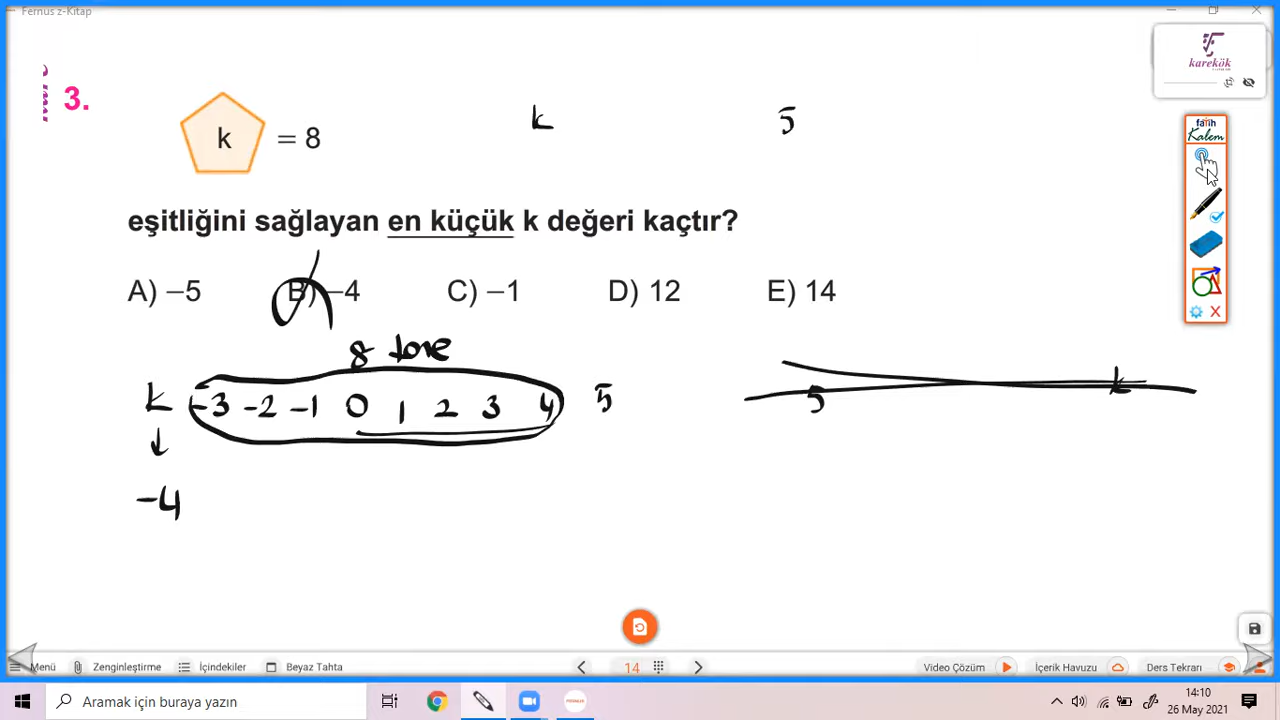 Fernus z-Kitap
karekök
3.
k = 8
k 5
fatih
Kalem
eşitliğini sağlayan en küçük k değeri kaçtır?
A) −5 B) −4 C) −1 D) 12 E) 14
8 tane
k -3 -2 -1 0 1 2 3 4 5
5 k
-4
Menü Zenginleştirme İçindekiler Beyaz Tahta 14 Video Çözüm İçerik Havuzu Ders Tekrarı
Aramak için buraya yazın
14:10
26 May 2021